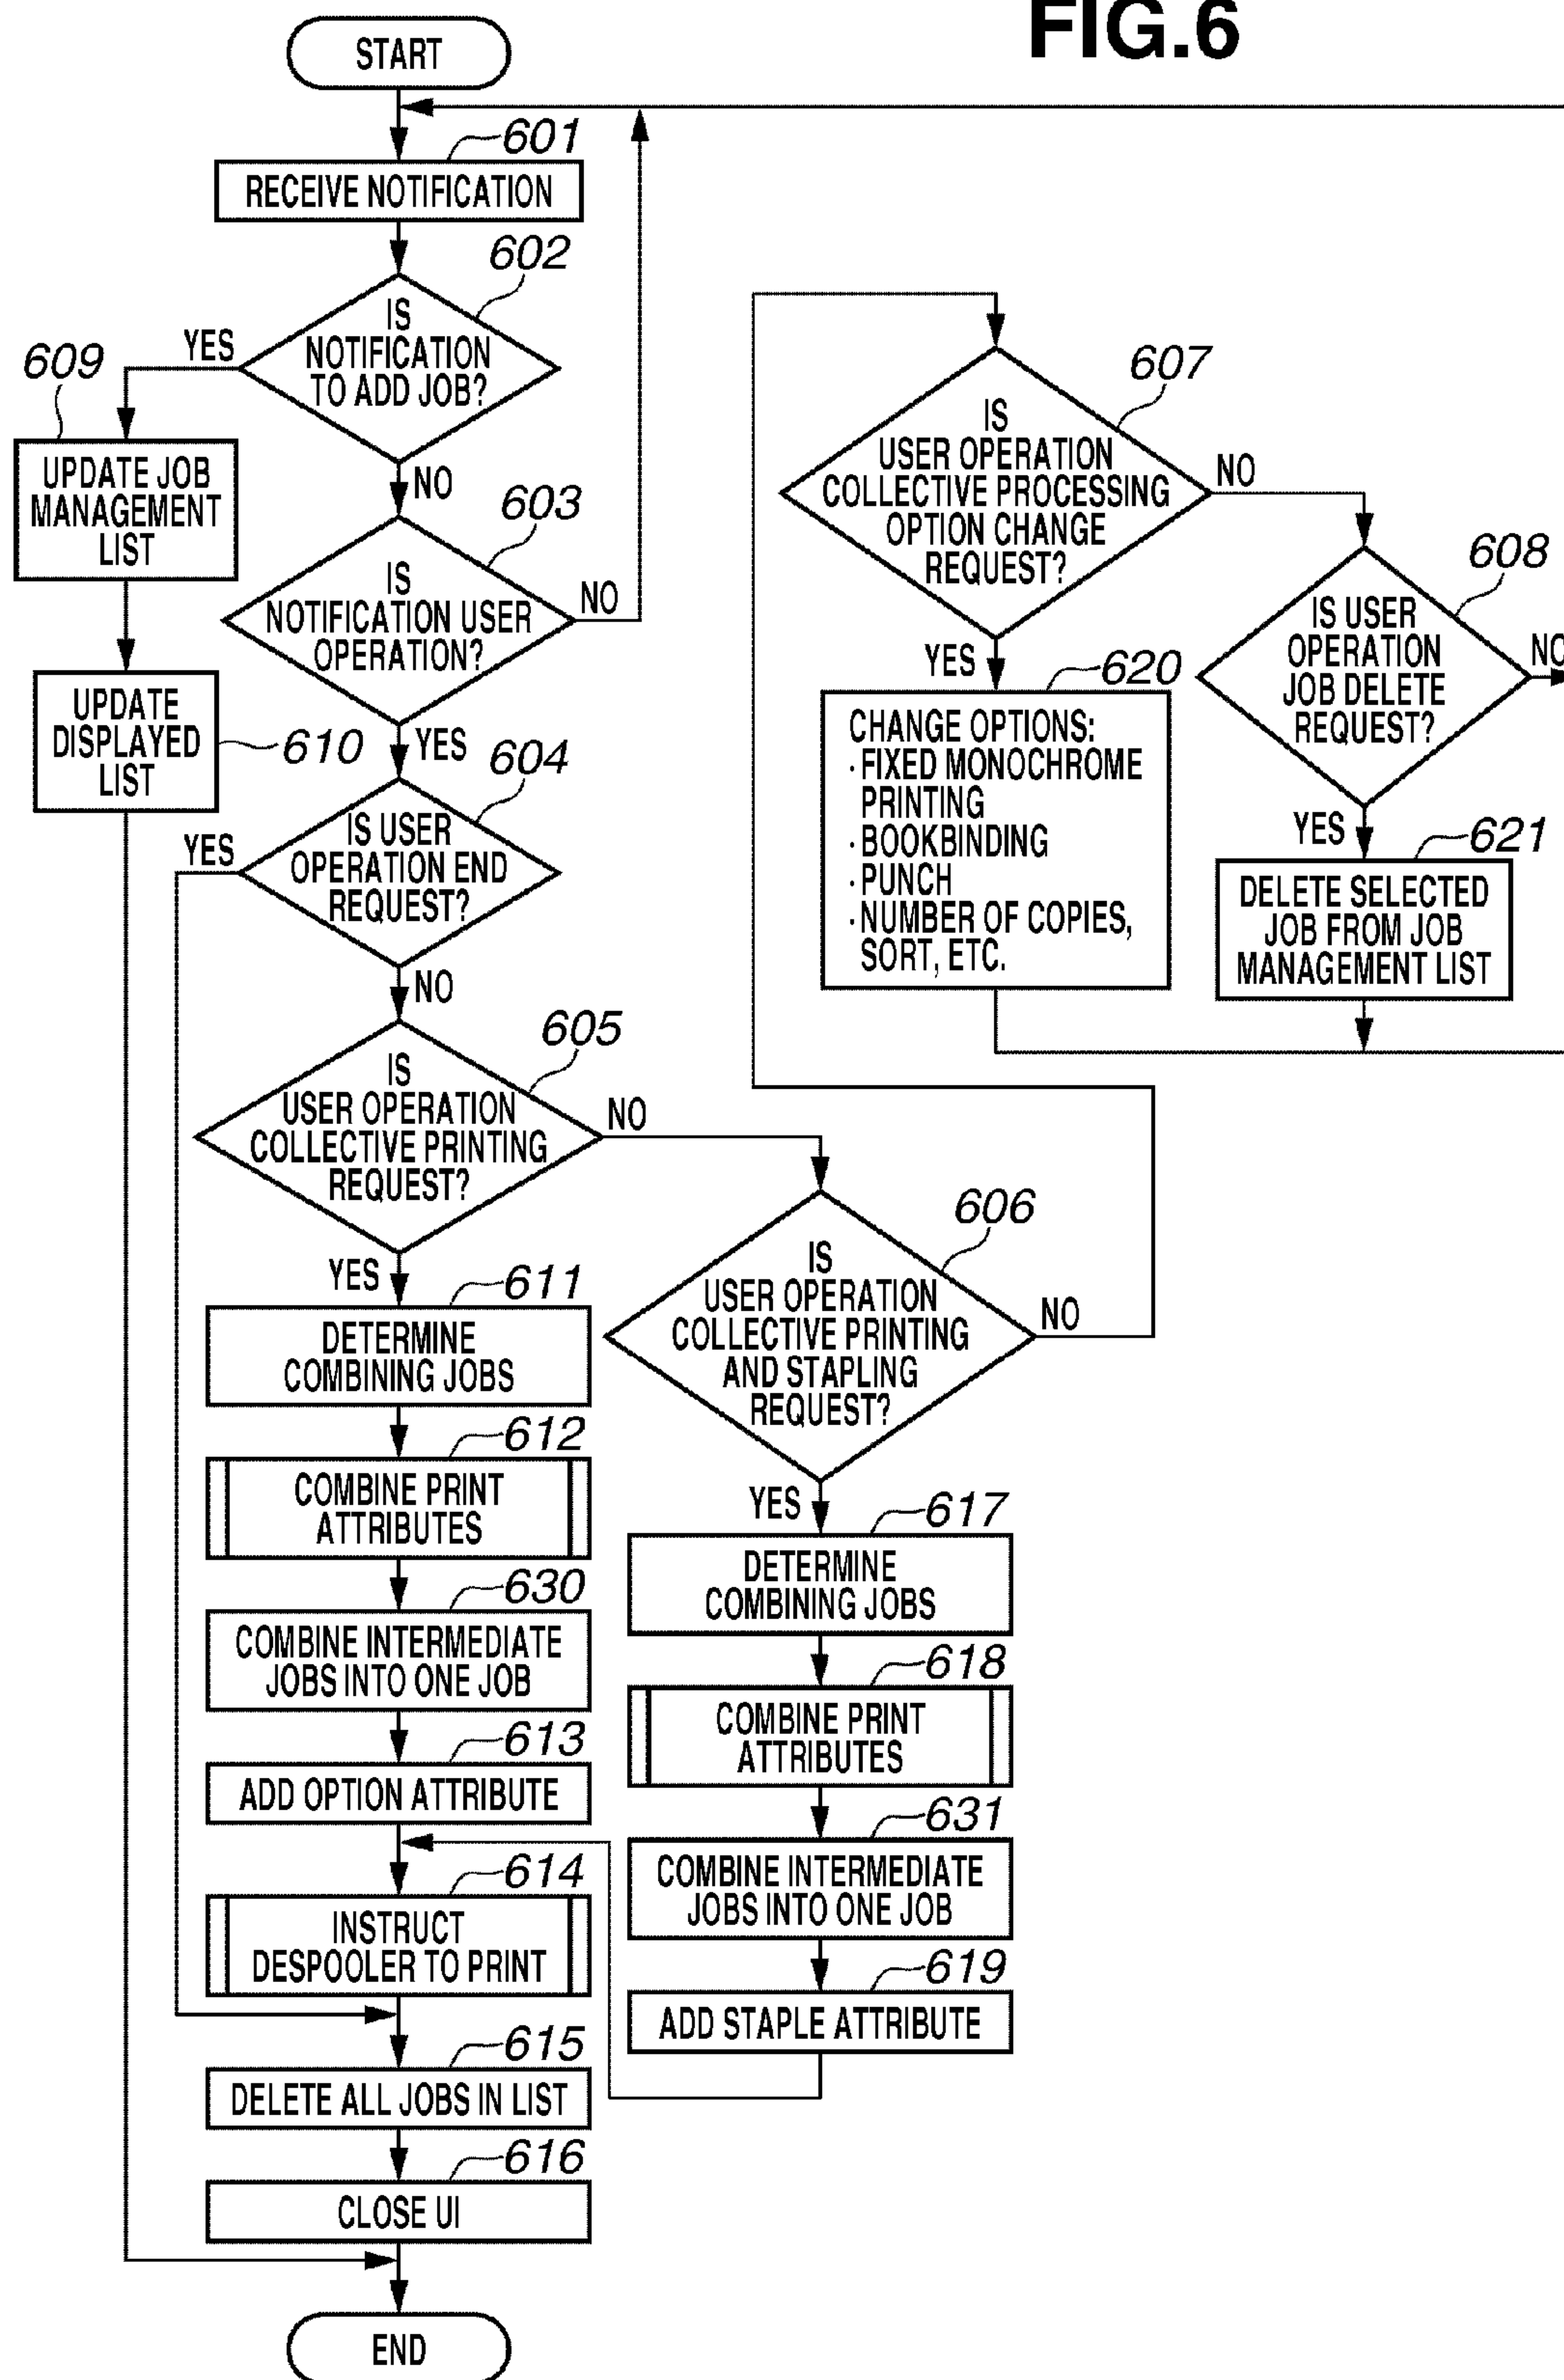 FIG.6
START
601
RECEIVE NOTIFICATION
602
IS
NOTIFICATION
TO ADD JOB?
YES
NO
609
UPDATE JOB
MANAGEMENT
LIST
UPDATE
DISPLAYED
LIST
610
603
IS
NOTIFICATION USER
OPERATION?
NO
YES
604
IS USER
OPERATION END
REQUEST?
YES
NO
605
IS
USER OPERATION
COLLECTIVE PRINTING
REQUEST?
NO
YES
606
IS
USER OPERATION
COLLECTIVE PRINTING
AND STAPLING
REQUEST?
NO
YES
607
IS
USER OPERATION
COLLECTIVE PROCESSING
OPTION CHANGE
REQUEST?
NO
YES
608
IS USER
OPERATION
JOB DELETE
REQUEST?
NO
YES
620
CHANGE OPTIONS:
·FIXED MONOCHROME
PRINTING
·BOOKBINDING
·PUNCH
·NUMBER OF COPIES,
SORT, ETC.
621
DELETE SELECTED
JOB FROM JOB
MANAGEMENT LIST
611
DETERMINE
COMBINING JOBS
612
COMBINE PRINT
ATTRIBUTES
630
COMBINE INTERMEDIATE
JOBS INTO ONE JOB
613
ADD OPTION ATTRIBUTE
614
INSTRUCT
DESPOOLER TO PRINT
615
DELETE ALL JOBS IN LIST
616
CLOSE UI
END
617
DETERMINE
COMBINING JOBS
618
COMBINE PRINT
ATTRIBUTES
631
COMBINE INTERMEDIATE
JOBS INTO ONE JOB
619
ADD STAPLE ATTRIBUTE